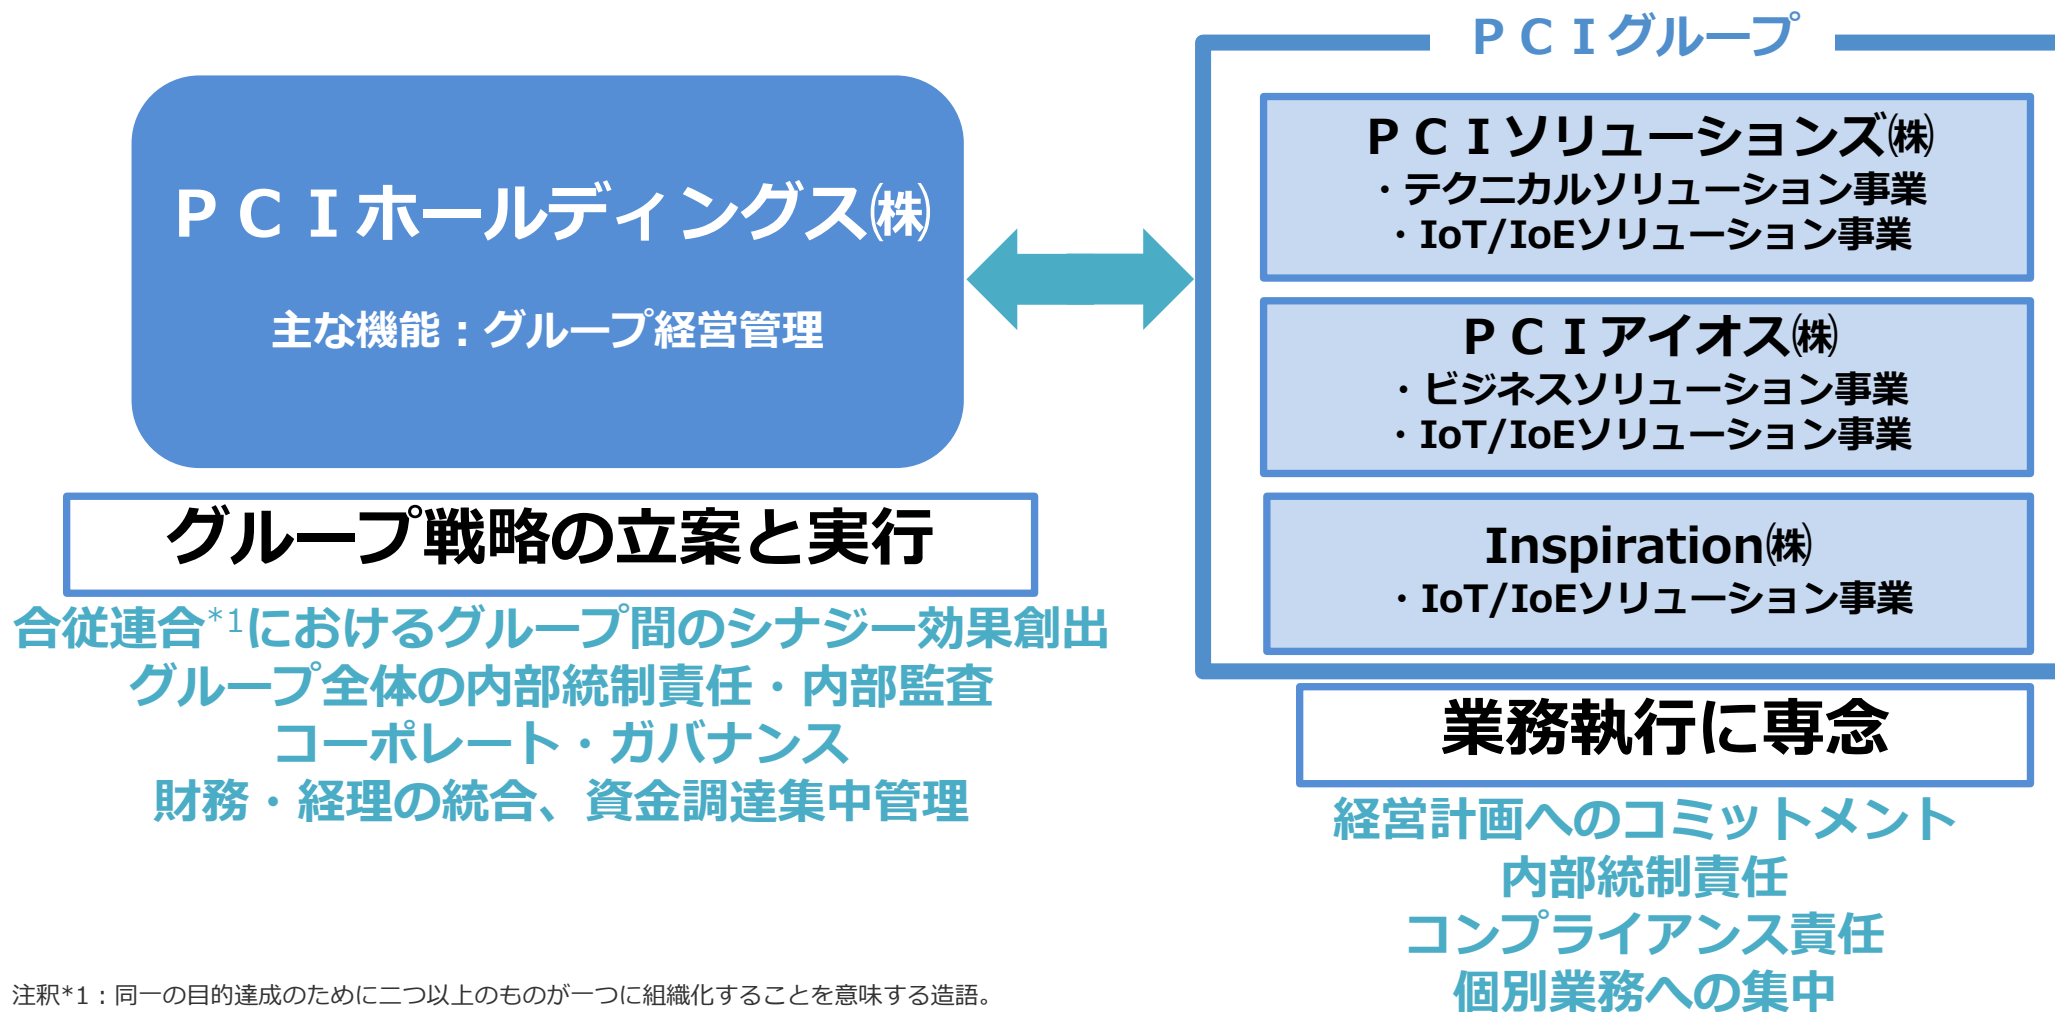 ＰＣＩホールディングス㈱
主な機能：グループ経営管理
グループ戦略の立案と実行
合従連合*1におけるグループ間のシナジー効果創出
グループ全体の内部統制責任・内部監査
コーポレート・ガバナンス
財務・経理の統合、資金調達集中管理
ＰＣＩグループ
ＰＣＩソリューションズ㈱
・テクニカルソリューション事業
・IoT/IoEソリューション事業
ＰＣＩアイオス㈱
・ビジネスソリューション事業
・IoT/IoEソリューション事業
Inspiration㈱
・IoT/IoEソリューション事業
業務執行に専念
経営計画へのコミットメント
内部統制責任
コンプライアンス責任
個別業務への集中
注釈*1：同一の目的達成のために二つ以上のものが一つに組織化することを意味する造語。